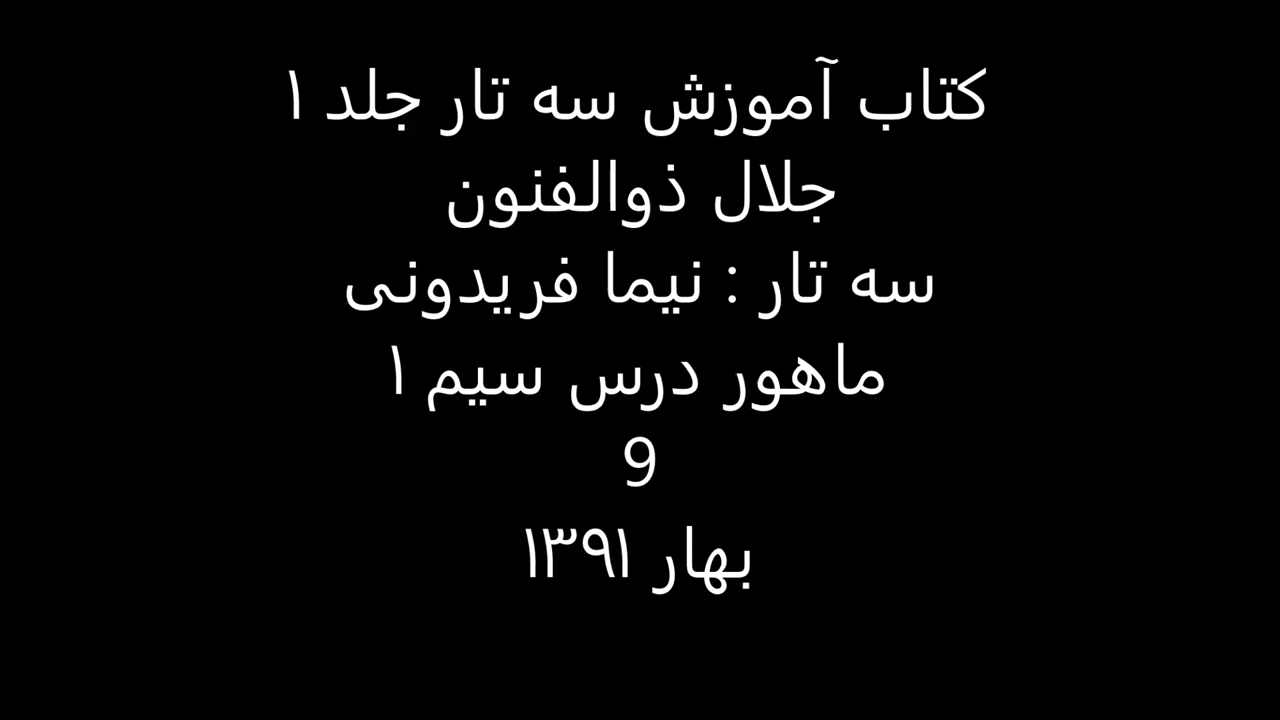 کتاب آموزش سه تار جلد ۱
جلال ذوالفنون
سه تار : نیما فریدونی
ماهور درس سیم ۱
9
بهار ۱۳۹۱